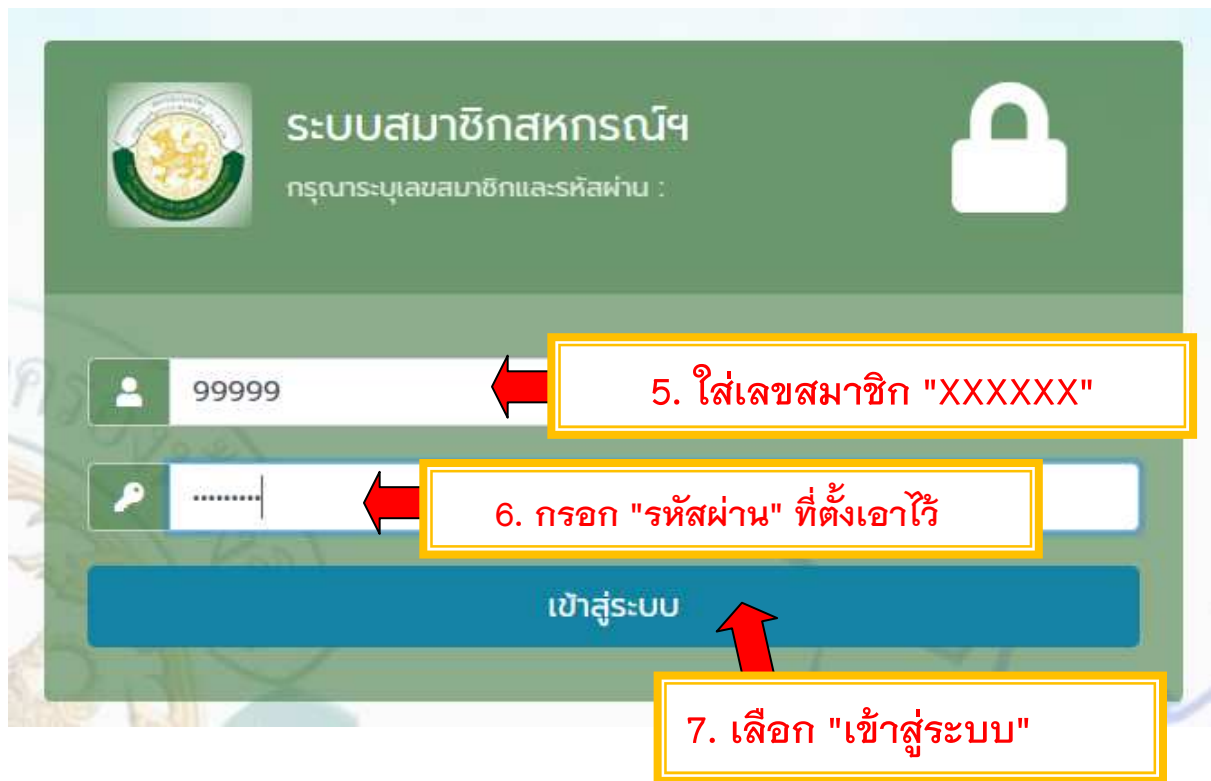 ระบบสมาชิกสหกรณ์ฯ
กรุณาระบุเลขสมาชิกและรหัสผ่าน :
99999
5. ใส่เลขสมาชิก "XXXXXX"
.........
6. กรอก "รหัสผ่าน" ที่ตั้งเอาไว้
เข้าสู่ระบบ
7. เลือก "เข้าสู่ระบบ"